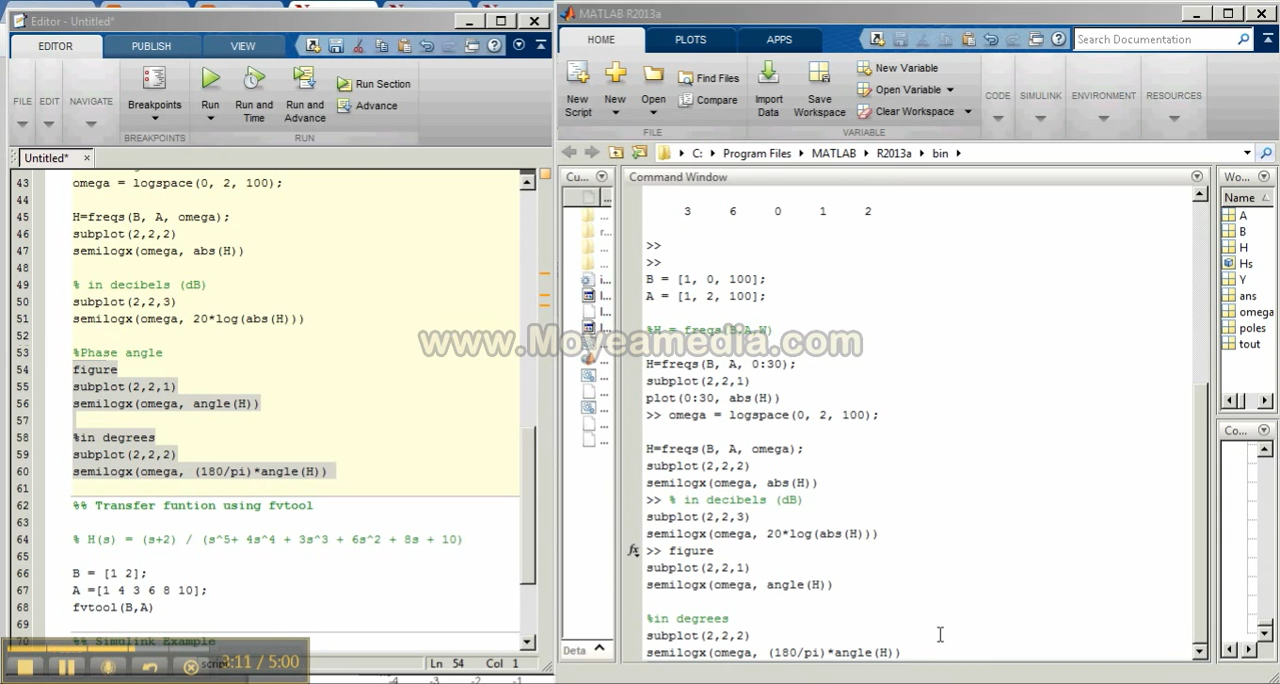 Editor - Untitled*
EDITOR PUBLISH VIEW
FILE EDIT NAVIGATE Breakpoints Run Run and Time Run and Advance Run Section Advance
BREAKPOINTS RUN
Untitled* ×
43 omega = logspace(0, 2, 100);
44
45 H=freqs(B, A, omega);
46 subplot(2,2,2)
47 semilogx(omega, abs(H))
48
49 % in decibels (dB)
50 subplot(2,2,3)
51 semilogx(omega, 20*log(abs(H)))
52
53 %Phase angle
54 figure
55 subplot(2,2,1)
56 semilogx(omega, angle(H))
57
58 %in degrees
59 subplot(2,2,2)
60 semilogx(omega, (180/pi)*angle(H))
61
62 %% Transfer funtion using fvtool
63
64 % H(s) = (s+2) / (s^5+ 4s^4 + 3s^3 + 6s^2 + 8s + 10)
65
66 B = [1 2];
67 A =[1 4 3 6 8 10];
68 fvtool(B,A)
69
70 %% Simulink Example
script
3:11 / 5:00
Ln 54 Col 1
-4 -3 -2 -1
MATLAB R2013a
HOME PLOTS APPS
Search Documentation
New Script New Open Find Files Compare Import Data Save Workspace New Variable Open Variable Clear Workspace
CODE SIMULINK ENVIRONMENT RESOURCES
FILE VARIABLE
C: Program Files MATLAB R2013a bin
Cu...
Command Window
3 6 0 1 2
>>
>>
B = [1, 0, 100];
A = [1, 2, 100];
%H = freqs(B,A,W)
www.Moyeamedia.com
H=freqs(B, A, 0:30);
subplot(2,2,1)
plot(0:30, abs(H))
>> omega = logspace(0, 2, 100);
H=freqs(B, A, omega);
subplot(2,2,2)
semilogx(omega, abs(H))
>> % in decibels (dB)
subplot(2,2,3)
semilogx(omega, 20*log(abs(H)))
fx >> figure
subplot(2,2,1)
semilogx(omega, angle(H))
%in degrees
subplot(2,2,2)
semilogx(omega, (180/pi)*angle(H))
Deta
Wo...
Name
A
B
H
Hs
Y
ans
omega
poles
tout
Co...